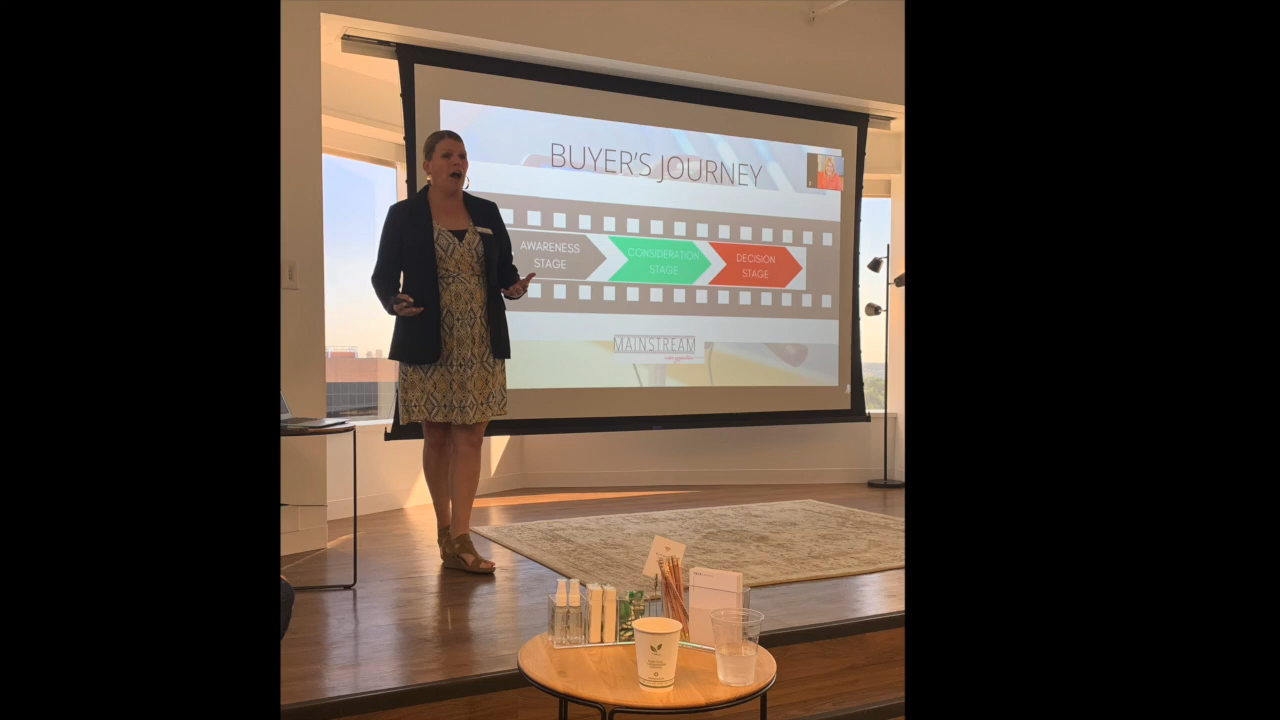 BUYER'S JOURNEY
AWARENESS
STAGE
CONSIDERATION
STAGE
DECISION
STAGE
MAINSTREAM